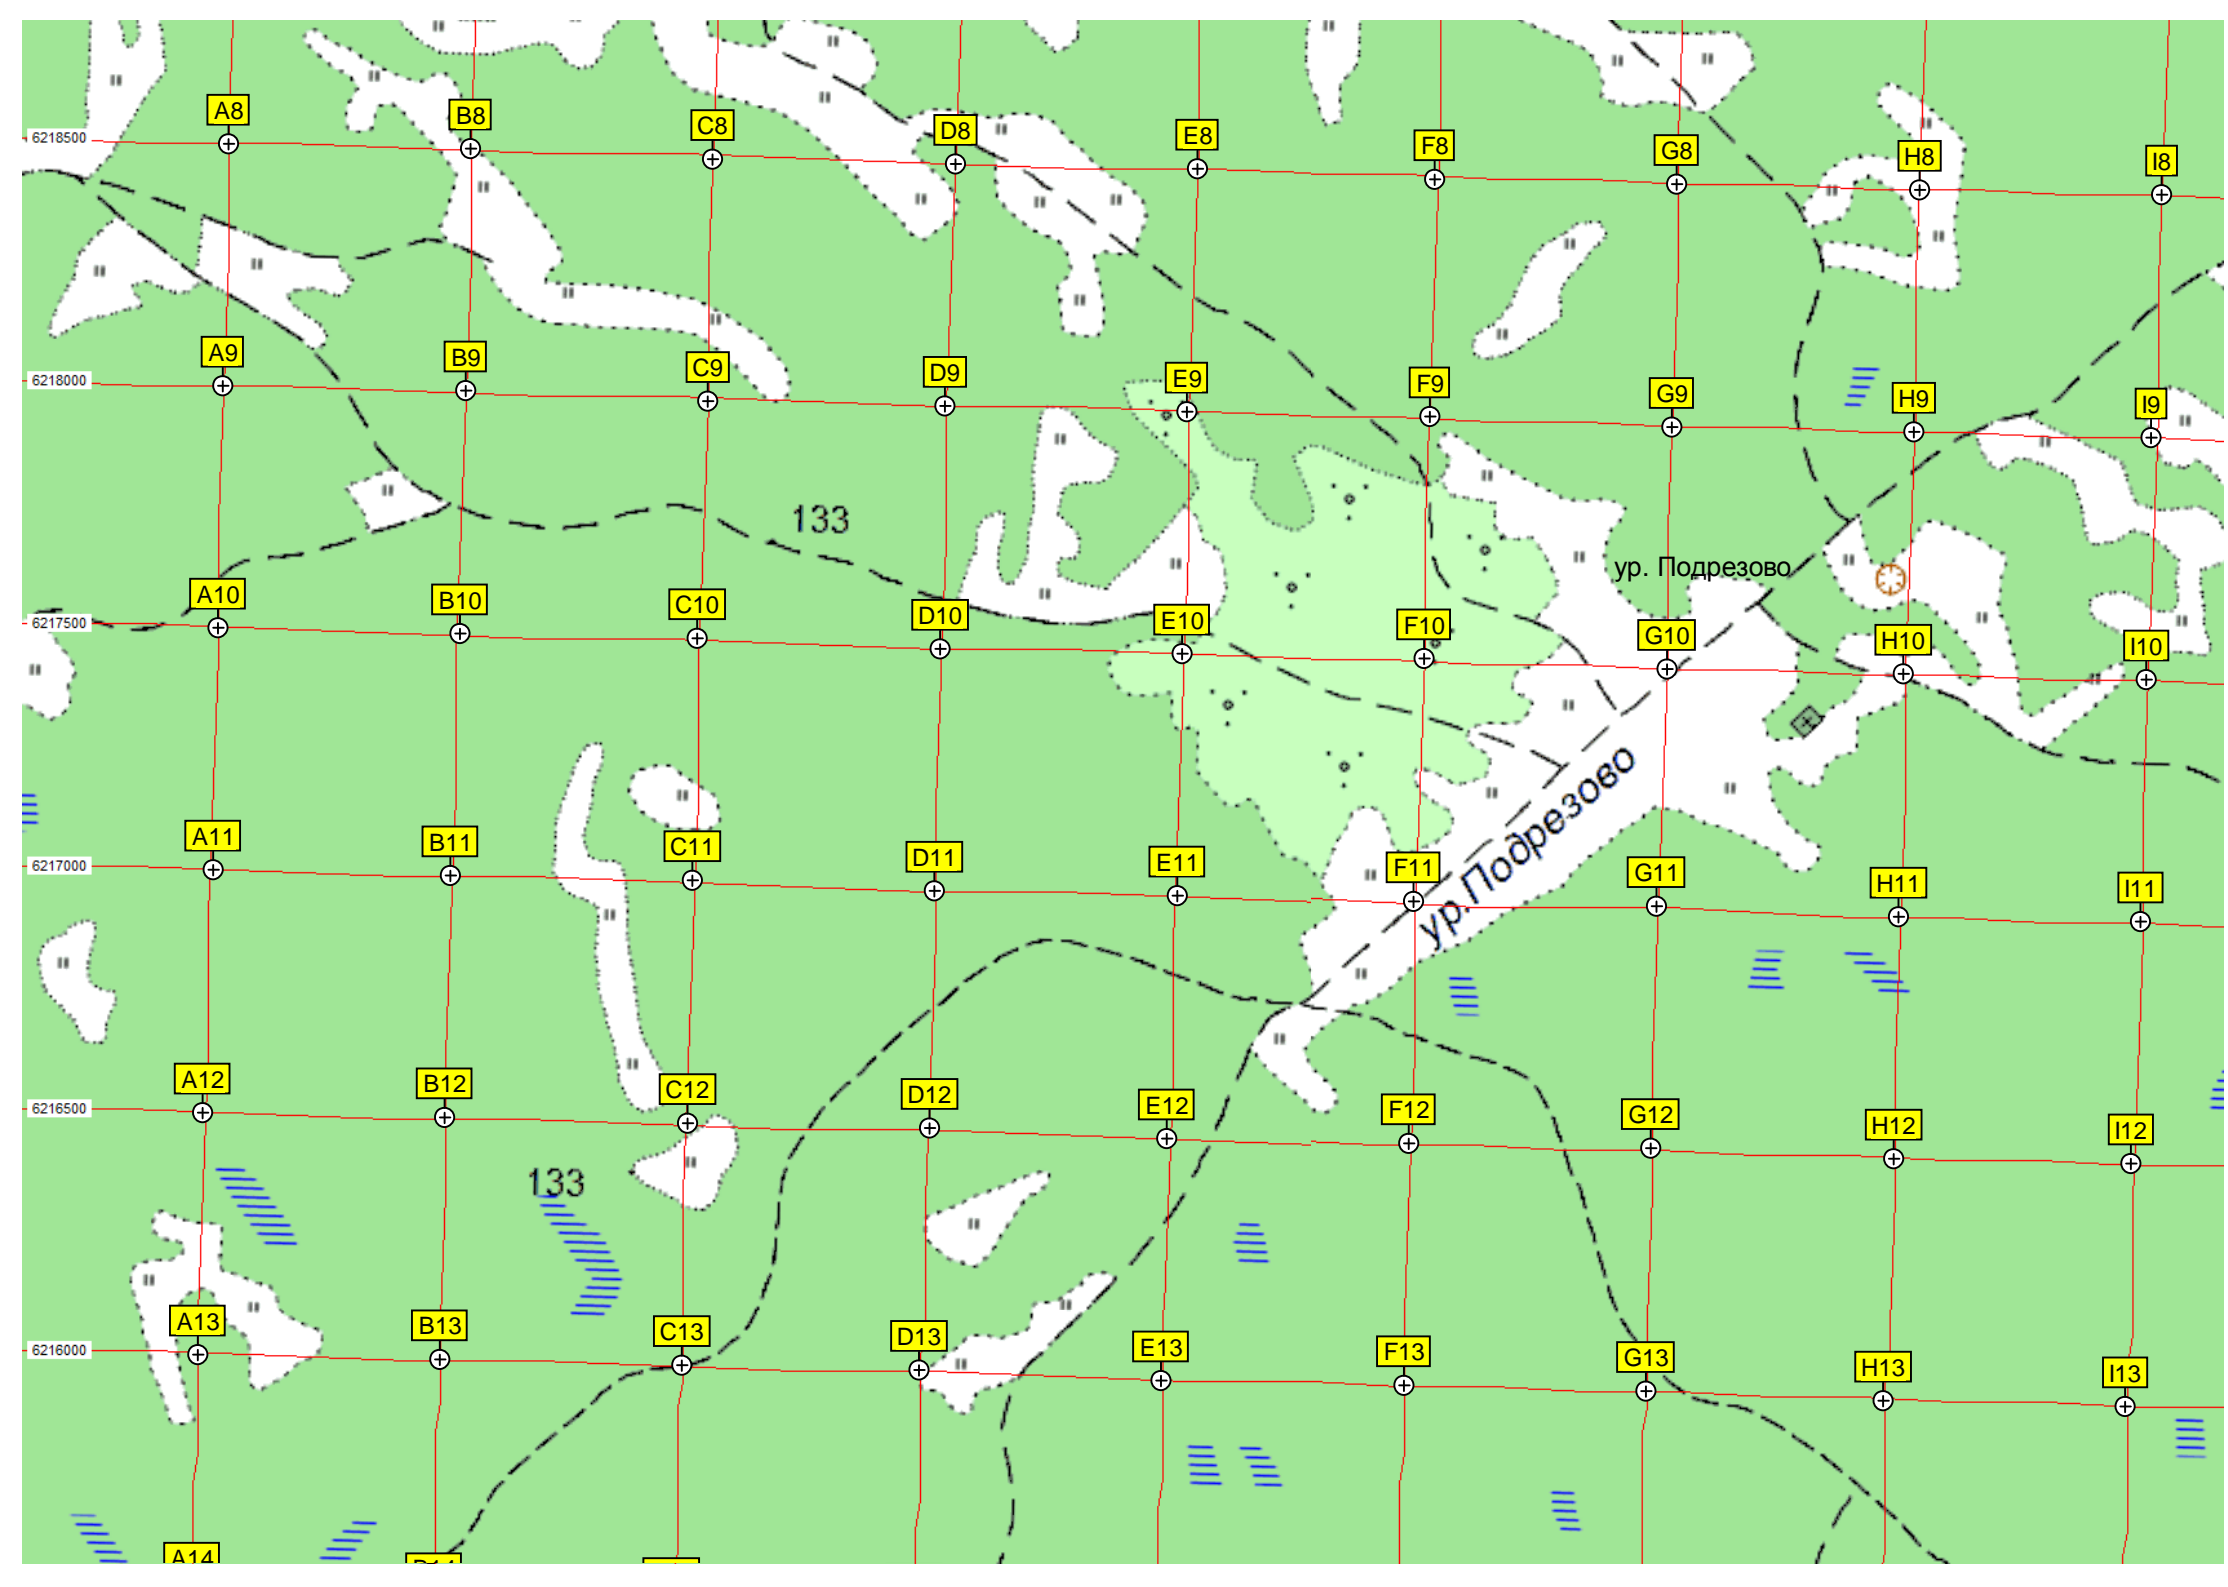 A8 B8 C8 D8 E8 F8 G8 H8 I8
6218500
A9 B9 C9 D9 E9 F9 G9 H9 I9
6218000
133
ур. Подрезово
A10 B10 C10 D10 E10 F10 G10 H10 I10
6217500
ур.Подрезово
A11 B11 C11 D11 E11 F11 G11 H11 I11
6217000
A12 B12 C12 D12 E12 F12 G12 H12 I12
6216500
133
A13 B13 C13 D13 E13 F13 G13 H13 I13
6216000
A14